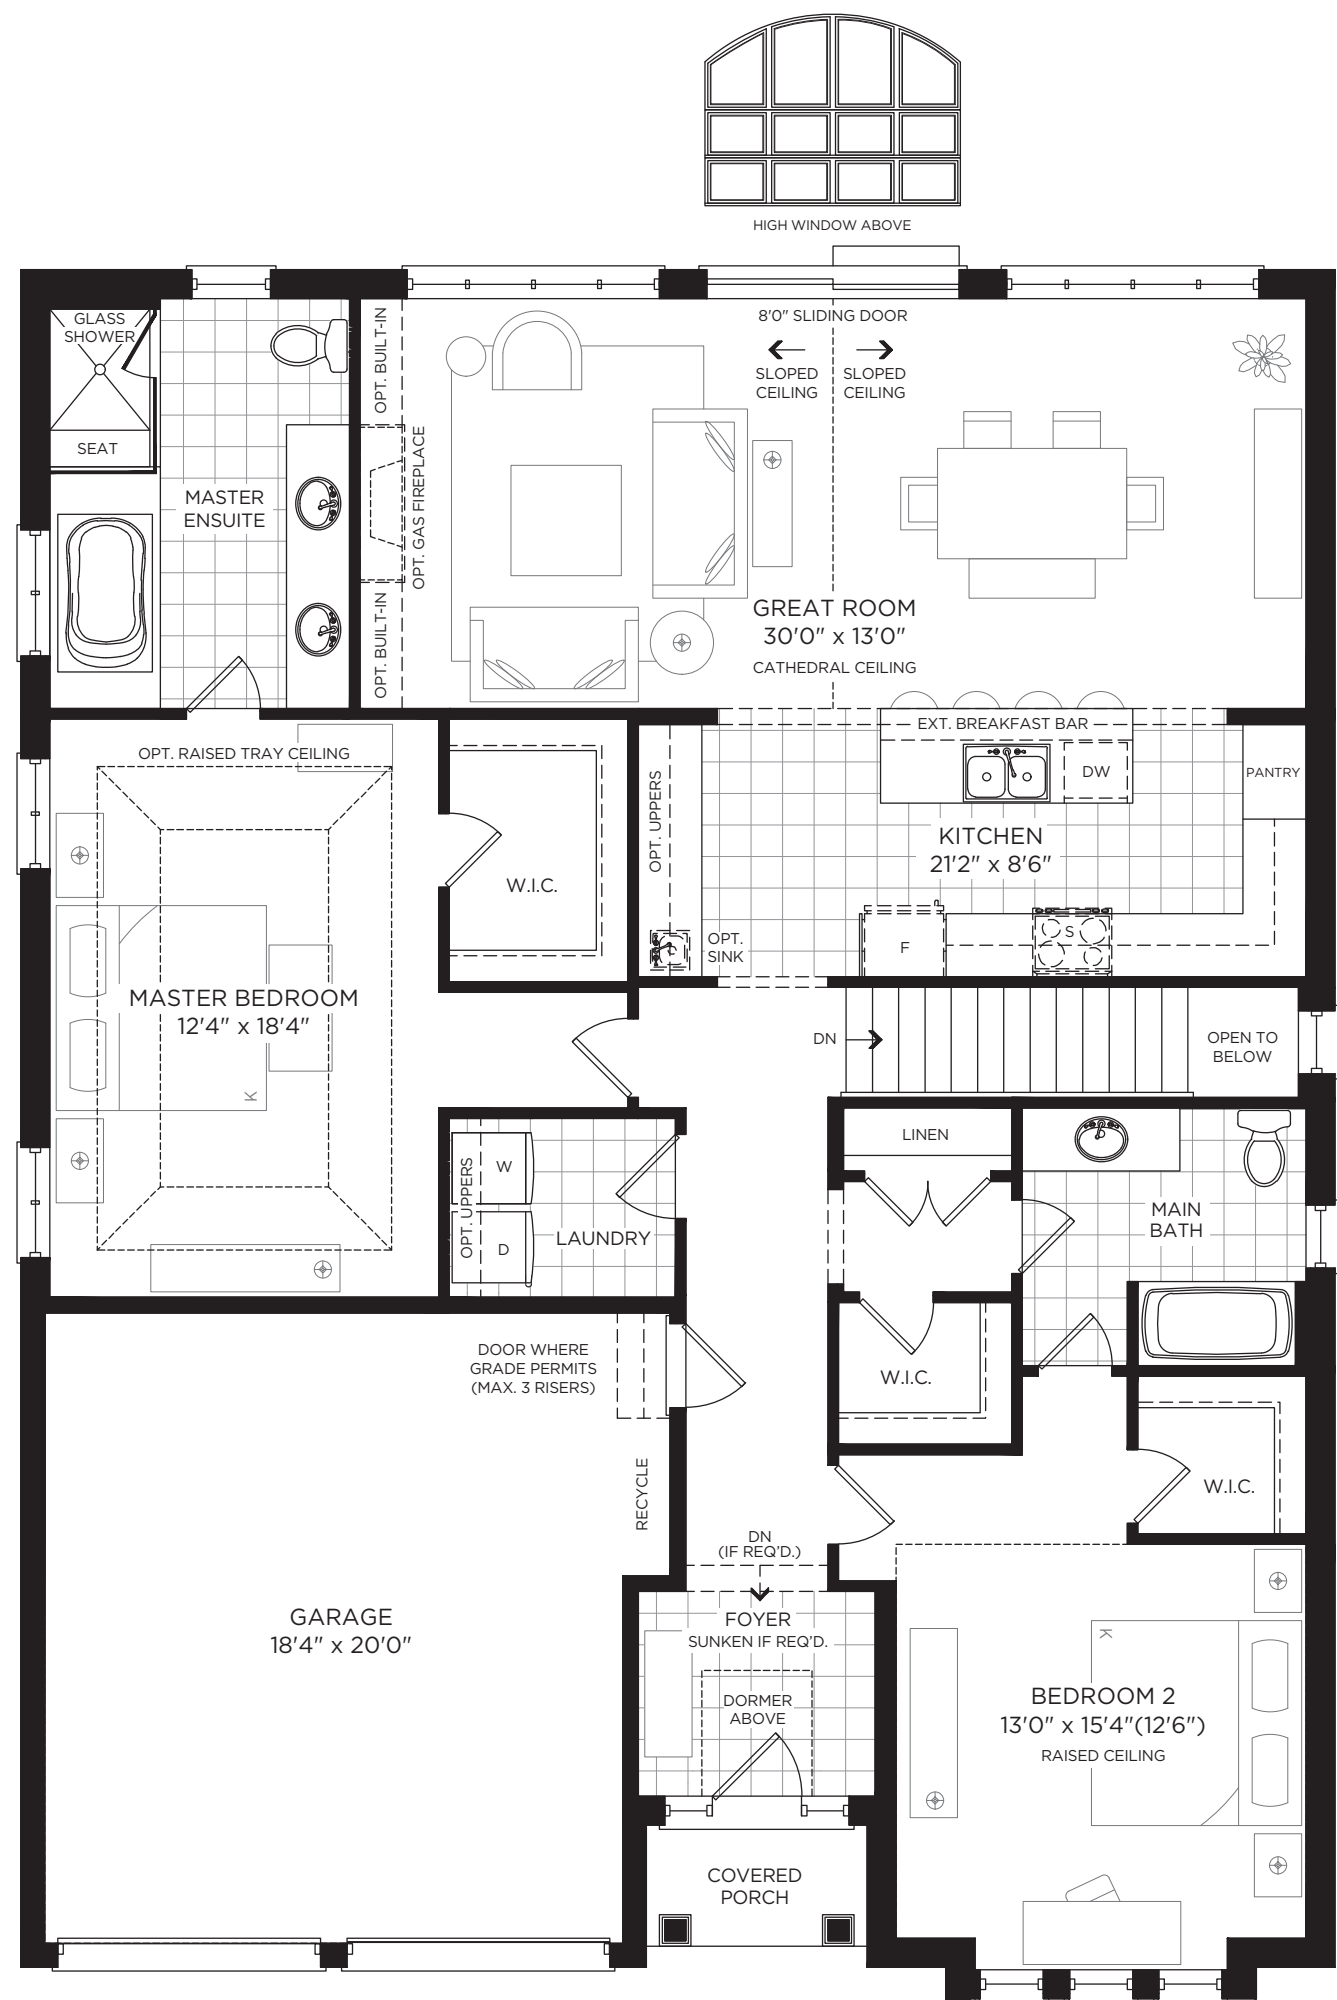 HIGH WINDOW ABOVE
GLASS
SHOWER
SEAT
MASTER
ENSUITE
OPT. BUILT-IN
OPT. GAS FIREPLACE
OPT. BUILT-IN
8'0" SLIDING DOOR
SLOPED
CEILING
SLOPED
CEILING
GREAT ROOM
30'0" x 13'0"
CATHEDRAL CEILING
EXT. BREAKFAST BAR
DW
PANTRY
KITCHEN
21'2" x 8'6"
OPT. UPPERS
OPT.
SINK
F
S
OPT. RAISED TRAY CEILING
W.I.C.
MASTER BEDROOM
12'4" x 18'4"
K
DN
OPEN TO
BELOW
LINEN
MAIN
BATH
OPT. UPPERS
W
D
LAUNDRY
W.I.C.
DOOR WHERE
GRADE PERMITS
(MAX. 3 RISERS)
RECYCLE
W.I.C.
DN
(IF REQ'D.)
FOYER
SUNKEN IF REQ'D.
DORMER
ABOVE
GARAGE
18'4" x 20'0"
K
BEDROOM 2
13'0" x 15'4"(12'6")
RAISED CEILING
COVERED
PORCH